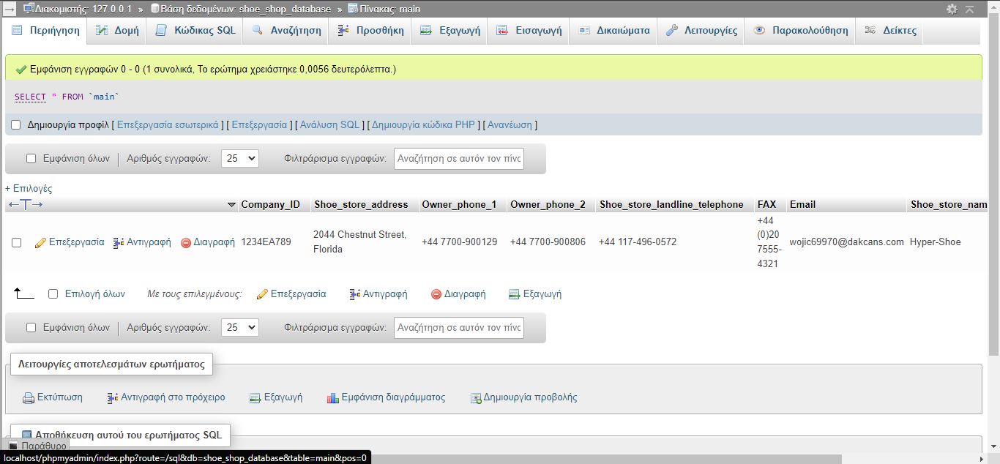 Διακομιστής: 127.0.0.1 » Βάση δεδομένων: shoe_shop_database » Πίνακας: main
Περιήγηση Δομή Κώδικας SQL Αναζήτηση Προσθήκη Εξαγωγή Εισαγωγή Δικαιώματα Λειτουργίες Παρακολούθηση Δείκτες
Εμφάνιση εγγραφών 0 - 0 (1 συνολικά, Το ερώτημα χρειάστηκε 0,0056 δευτερόλεπτα.)
SELECT * FROM `main`
Δημιουργία προφίλ [ Επεξεργασία εσωτερικά ] [ Επεξεργασία ] [ Ανάλυση SQL ] [ Δημιουργία κώδικα PHP ] [ Ανανέωση ]
Εμφάνιση όλων Αριθμός εγγραφών: 25 Φιλτράρισμα εγγραφών: Αναζήτηση σε αυτόν τον πίνα
+ Επιλογές
←T→ Company_ID Shoe_store_address Owner_phone_1 Owner_phone_2 Shoe_store_landline_telephone FAX Email Shoe_store_nam
Επεξεργασία Αντιγραφή Διαγραφή 1234EA789 2044 Chestnut Street, Florida +44 7700-900129 +44 7700-900806 +44 117-496-0572 +44 (0)20 7555-4321 wojic69970@dakcans.com Hyper-Shoe
Επιλογή όλων Με τους επιλεγμένους: Επεξεργασία Αντιγραφή Διαγραφή Εξαγωγή
Εμφάνιση όλων Αριθμός εγγραφών: 25 Φιλτράρισμα εγγραφών: Αναζήτηση σε αυτόν τον πίνα
Λειτουργίες αποτελεσμάτων ερωτήματος
Εκτύπωση Αντιγραφή στο πρόχειρο Εξαγωγή Εμφάνιση διαγράμματος Δημιουργία προβολής
Αποθήκευση αυτού του ερωτήματος SQL
Παράθυρο
localhost/phpmyadmin/index.php?route=/sql&db=shoe_shop_database&table=main&pos=0